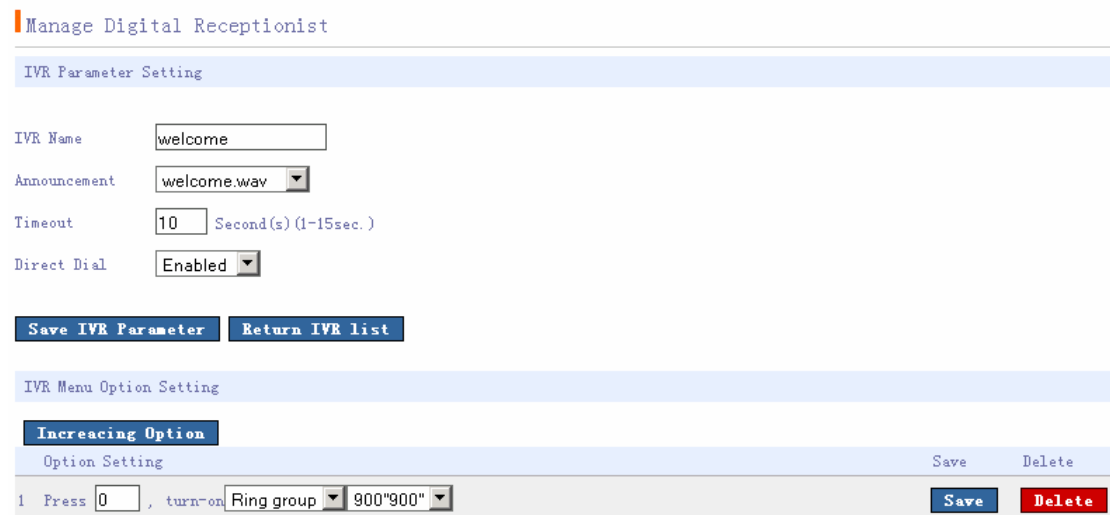 Manage Digital Receptionist
IVR Parameter Setting
IVR Name welcome
Announcement welcome.wav
Timeout 10 Second(s)(1-15sec.)
Direct Dial Enabled
Save IVR Parameter Return IVR list
IVR Menu Option Setting
Increacing Option
Option Setting Save Delete
1 Press 0 , turn-on Ring group 900"900" Save Delete